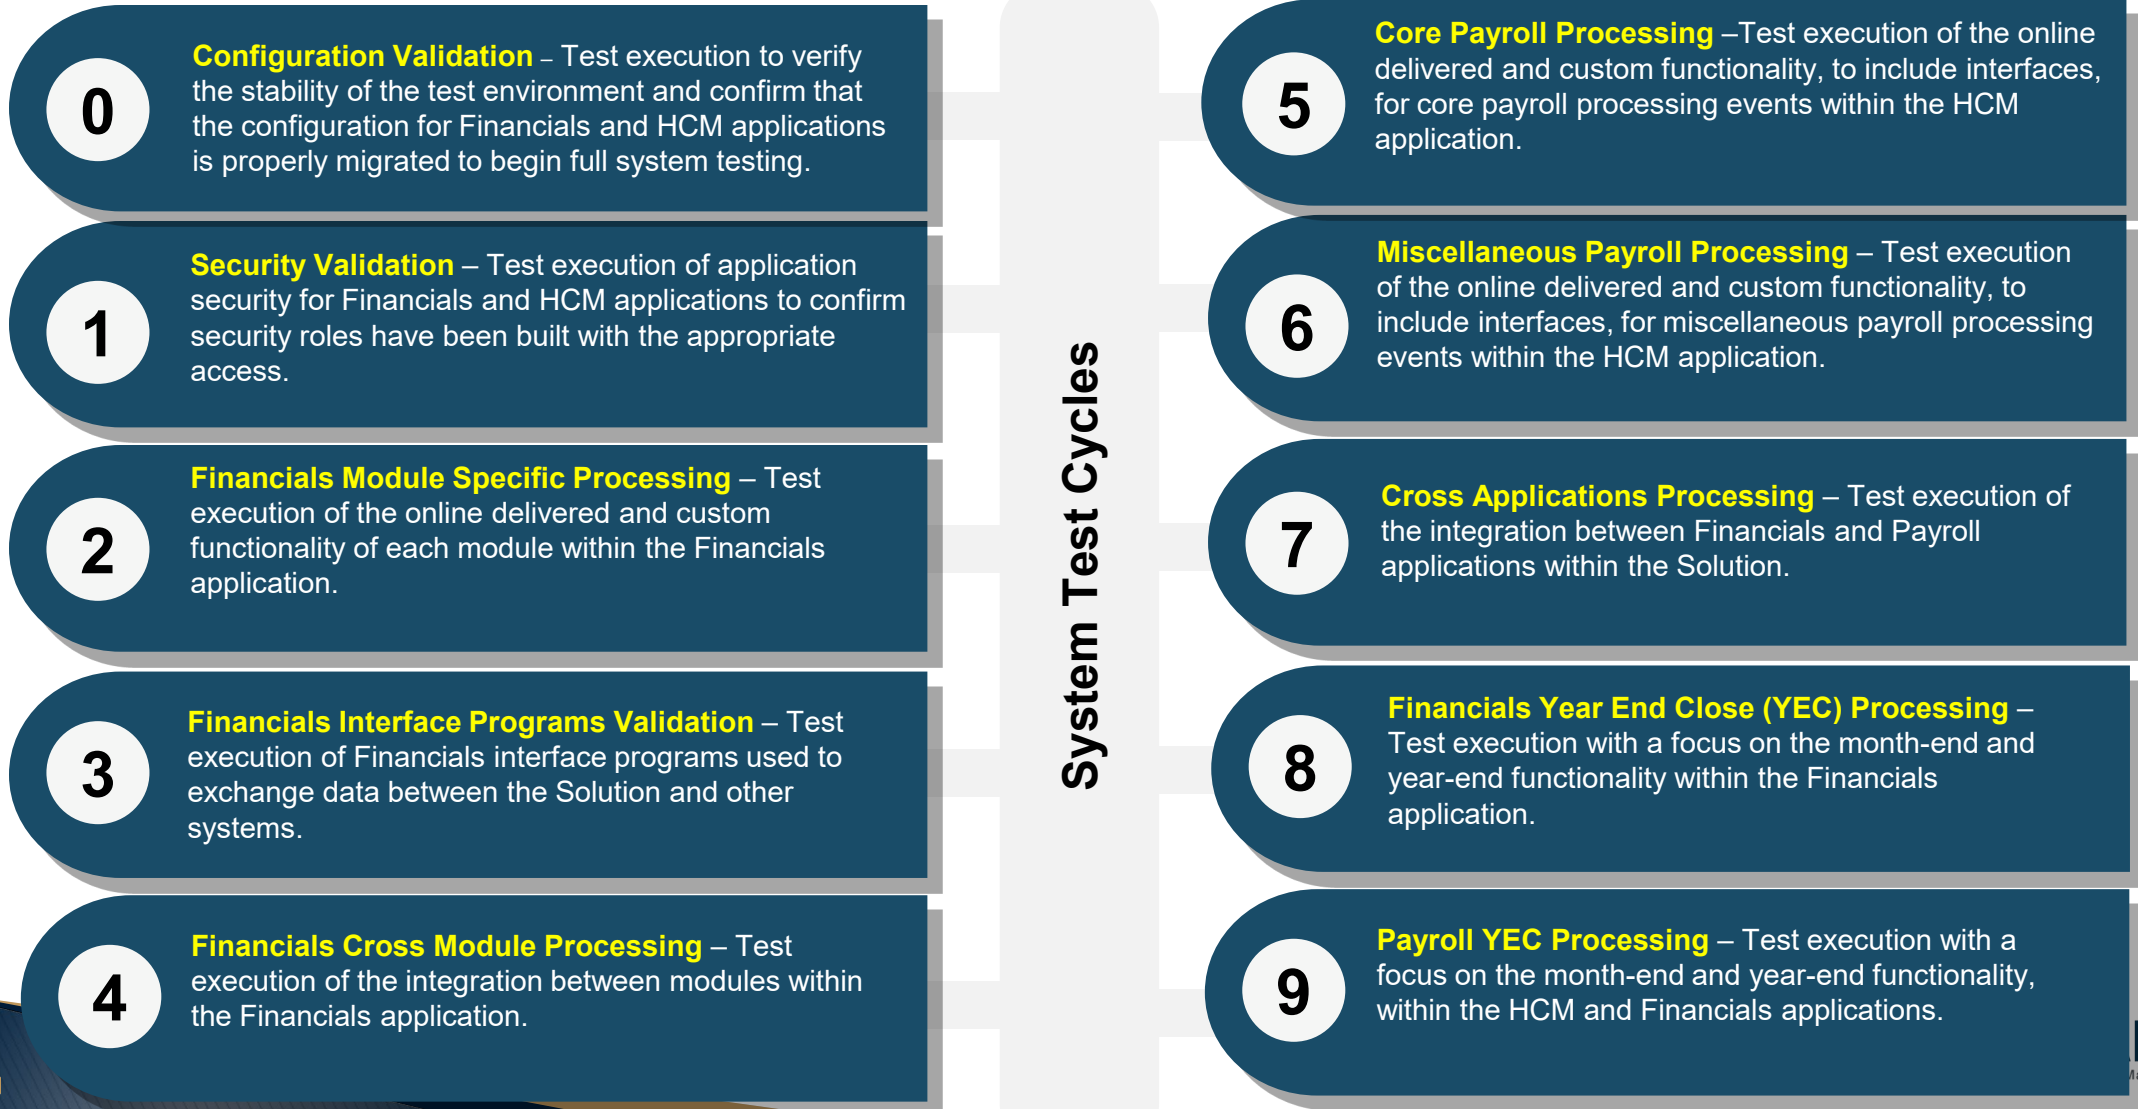 0
Configuration Validation – Test execution to verify
the stability of the test environment and confirm that
the configuration for Financials and HCM applications
is properly migrated to begin full system testing.
1
Security Validation – Test execution of application
security for Financials and HCM applications to confirm
security roles have been built with the appropriate
access.
2
Financials Module Specific Processing – Test
execution of the online delivered and custom
functionality of each module within the Financials
application.
3
Financials Interface Programs Validation – Test
execution of Financials interface programs used to
exchange data between the Solution and other
systems.
4
Financials Cross Module Processing – Test
execution of the integration between modules within
the Financials application.
System Test Cycles
5
Core Payroll Processing –Test execution of the online
delivered and custom functionality, to include interfaces,
for core payroll processing events within the HCM
application.
6
Miscellaneous Payroll Processing – Test execution
of the online delivered and custom functionality, to
include interfaces, for miscellaneous payroll processing
events within the HCM application.
7
Cross Applications Processing – Test execution of
the integration between Financials and Payroll
applications within the Solution.
8
Financials Year End Close (YEC) Processing –
Test execution with a focus on the month-end and
year-end functionality within the Financials
application.
9
Payroll YEC Processing – Test execution with a
focus on the month-end and year-end functionality,
within the HCM and Financials applications.